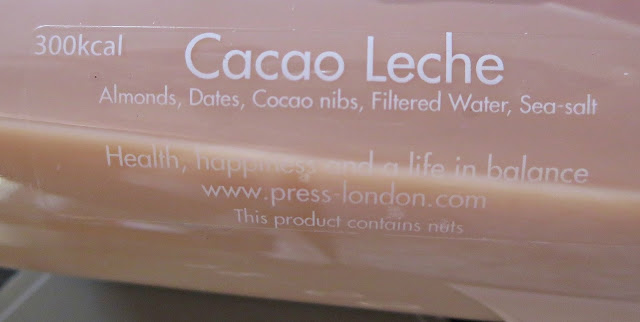 300kcal
Cacao Leche
Almonds, Dates, Cocao nibs, Filtered Water, Sea-salt
Health, happiness and a life in balance
www.press-london.com
This product contains nuts